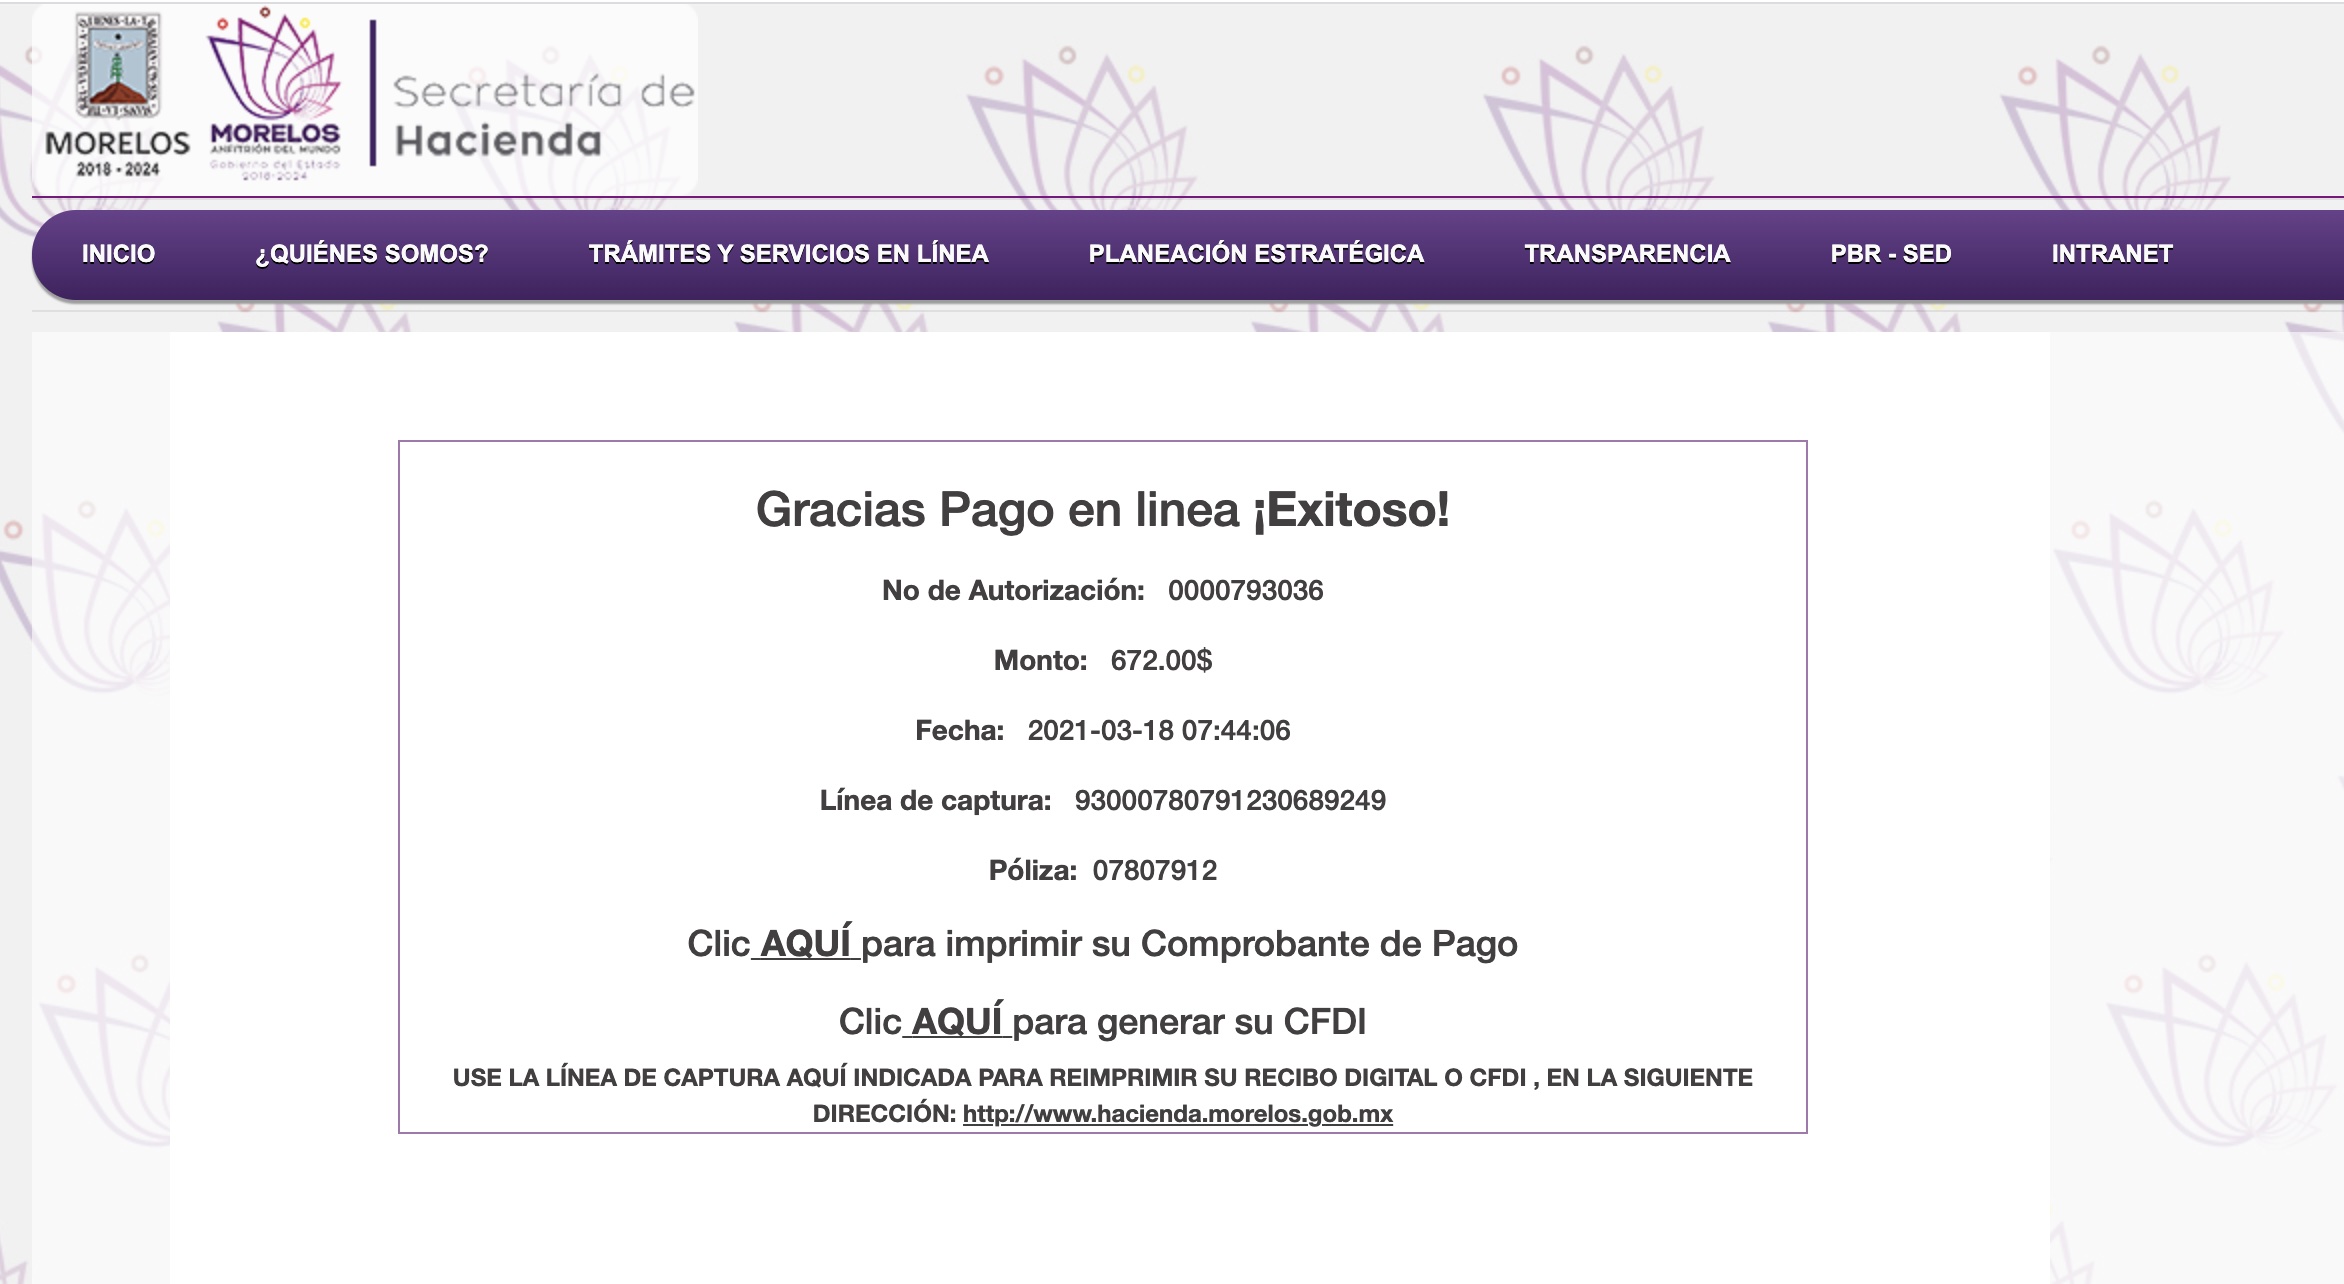 MORELOS
2018 - 2024
MORELOS
ANFITRIÓN DEL MUNDO
Gobierno del Estado
2018-2024
Secretaría de
Hacienda
INICIO ¿QUIÉNES SOMOS? TRÁMITES Y SERVICIOS EN LÍNEA PLANEACIÓN ESTRATÉGICA TRANSPARENCIA PBR - SED INTRANET
Gracias Pago en linea ¡Exitoso!
No de Autorización: 0000793036
Monto: 672.00$
Fecha: 2021-03-18 07:44:06
Línea de captura: 93000780791230689249
Póliza: 07807912
Clic AQUÍ para imprimir su Comprobante de Pago
Clic AQUÍ para generar su CFDI
USE LA LÍNEA DE CAPTURA AQUÍ INDICADA PARA REIMPRIMIR SU RECIBO DIGITAL O CFDI , EN LA SIGUIENTE
DIRECCIÓN: http://www.hacienda.morelos.gob.mx